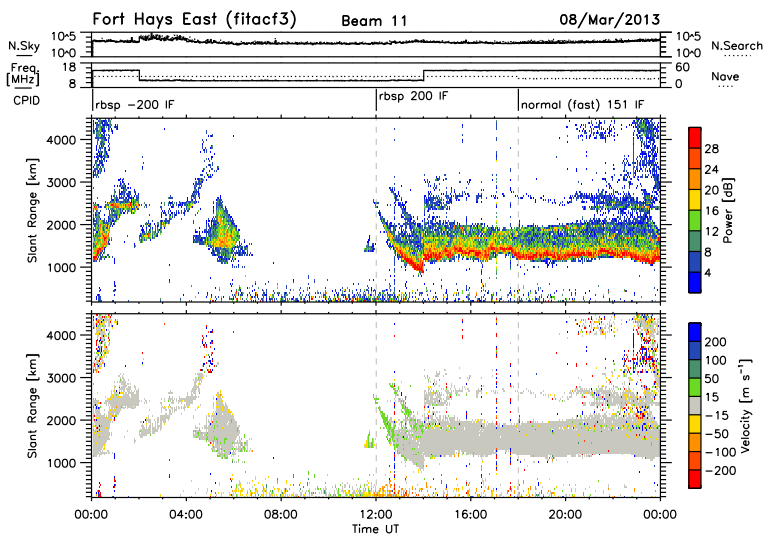 Fort Hays East (fitacf3) Beam 11 08/Mar/2013
N.Sky 10^5 10^0 10^5 10^0 N.Search
Freq. [MHz] 18 8 60 0 Nave
CPID rbsp -200 IF rbsp 200 IF normal (fast) 151 IF
Slant Range [km] 4000 3000 2000 1000
Power [dB] 28 24 20 16 12 8 4
Slant Range [km] 4000 3000 2000 1000
Velocity [m s⁻¹] 200 100 50 15 -15 -50 -100 -200
00:00 04:00 08:00 12:00 16:00 20:00 00:00
Time UT